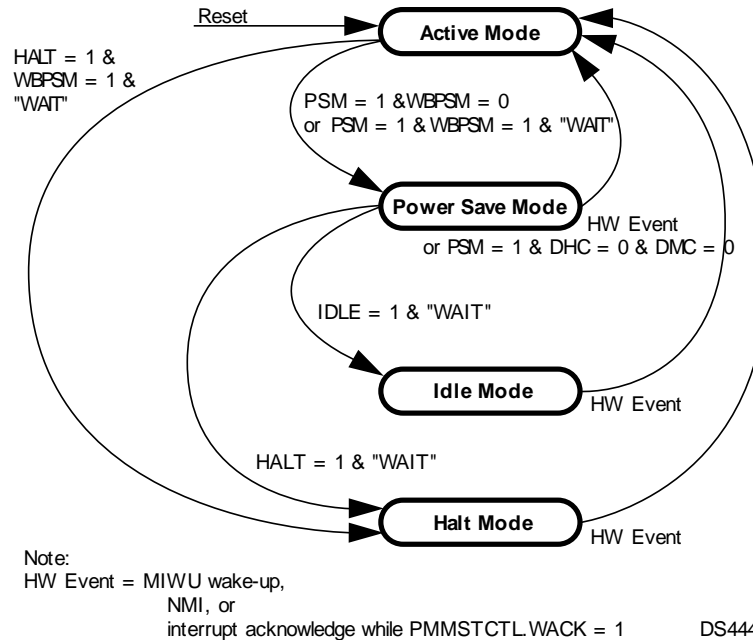 Reset
Active Mode
HALT = 1 &
WBPSM = 1 &
"WAIT"
PSM = 1 & WBPSM = 0
or PSM = 1 & WBPSM = 1 & "WAIT"
Power Save Mode
HW Event
or PSM = 1 & DHC = 0 & DMC = 0
IDLE = 1 & "WAIT"
Idle Mode
HW Event
HALT = 1 & "WAIT"
Halt Mode
HW Event
Note:
HW Event = MIWU wake-up,
NMI, or
interrupt acknowledge while PMMSTCTL.WACK = 1
DS444